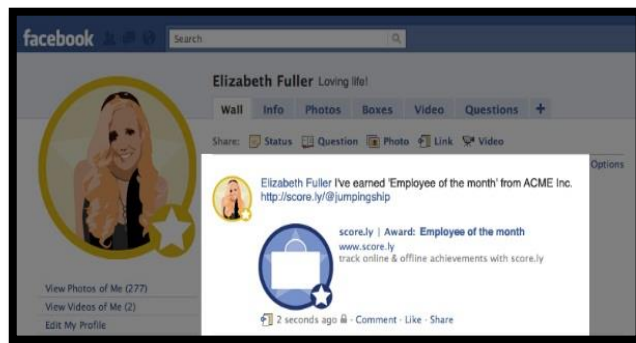 facebook
Search
Elizabeth Fuller Loving life!
Wall Info Photos Boxes Video Questions +
Share: Status Question Photo Link Video
Options
Elizabeth Fuller I've earned 'Employee of the month' from ACME Inc.
http://score.ly/@jumpingship
score.ly | Award: Employee of the month
www.score.ly
track online & offline achievements with score.ly
2 seconds ago · Comment · Like · Share
View Photos of Me (277)
View Videos of Me (2)
Edit My Profile